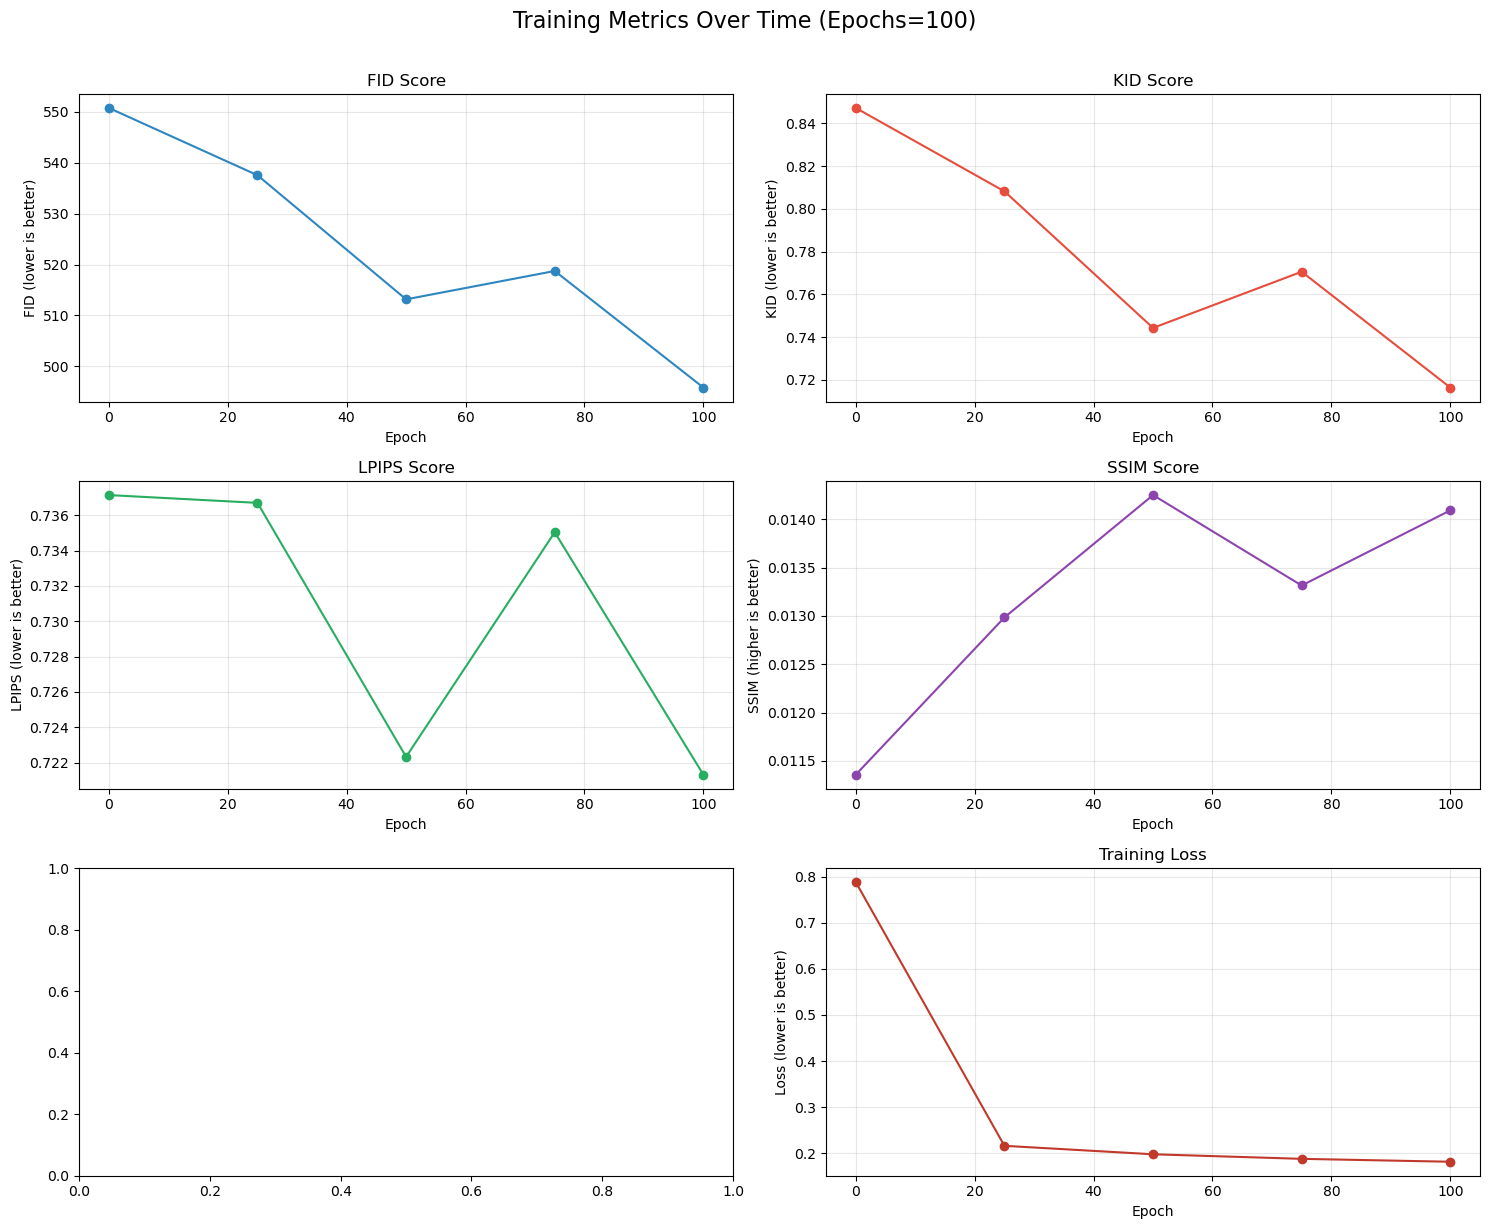 Training Metrics Over Time (Epochs=100)
FID Score
FID (lower is better)
550
540
530
520
510
500
0 20 40 60 80 100
Epoch
KID Score
KID (lower is better)
0.84
0.82
0.80
0.78
0.76
0.74
0.72
0 20 40 60 80 100
Epoch
LPIPS Score
LPIPS (lower is better)
0.736
0.734
0.732
0.730
0.728
0.726
0.724
0.722
0 20 40 60 80 100
Epoch
SSIM Score
SSIM (higher is better)
0.0140
0.0135
0.0130
0.0125
0.0120
0.0115
0 20 40 60 80 100
Epoch
1.0
0.8
0.6
0.4
0.2
0.0
0.0 0.2 0.4 0.6 0.8 1.0
Training Loss
Loss (lower is better)
0.8
0.7
0.6
0.5
0.4
0.3
0.2
0 20 40 60 80 100
Epoch